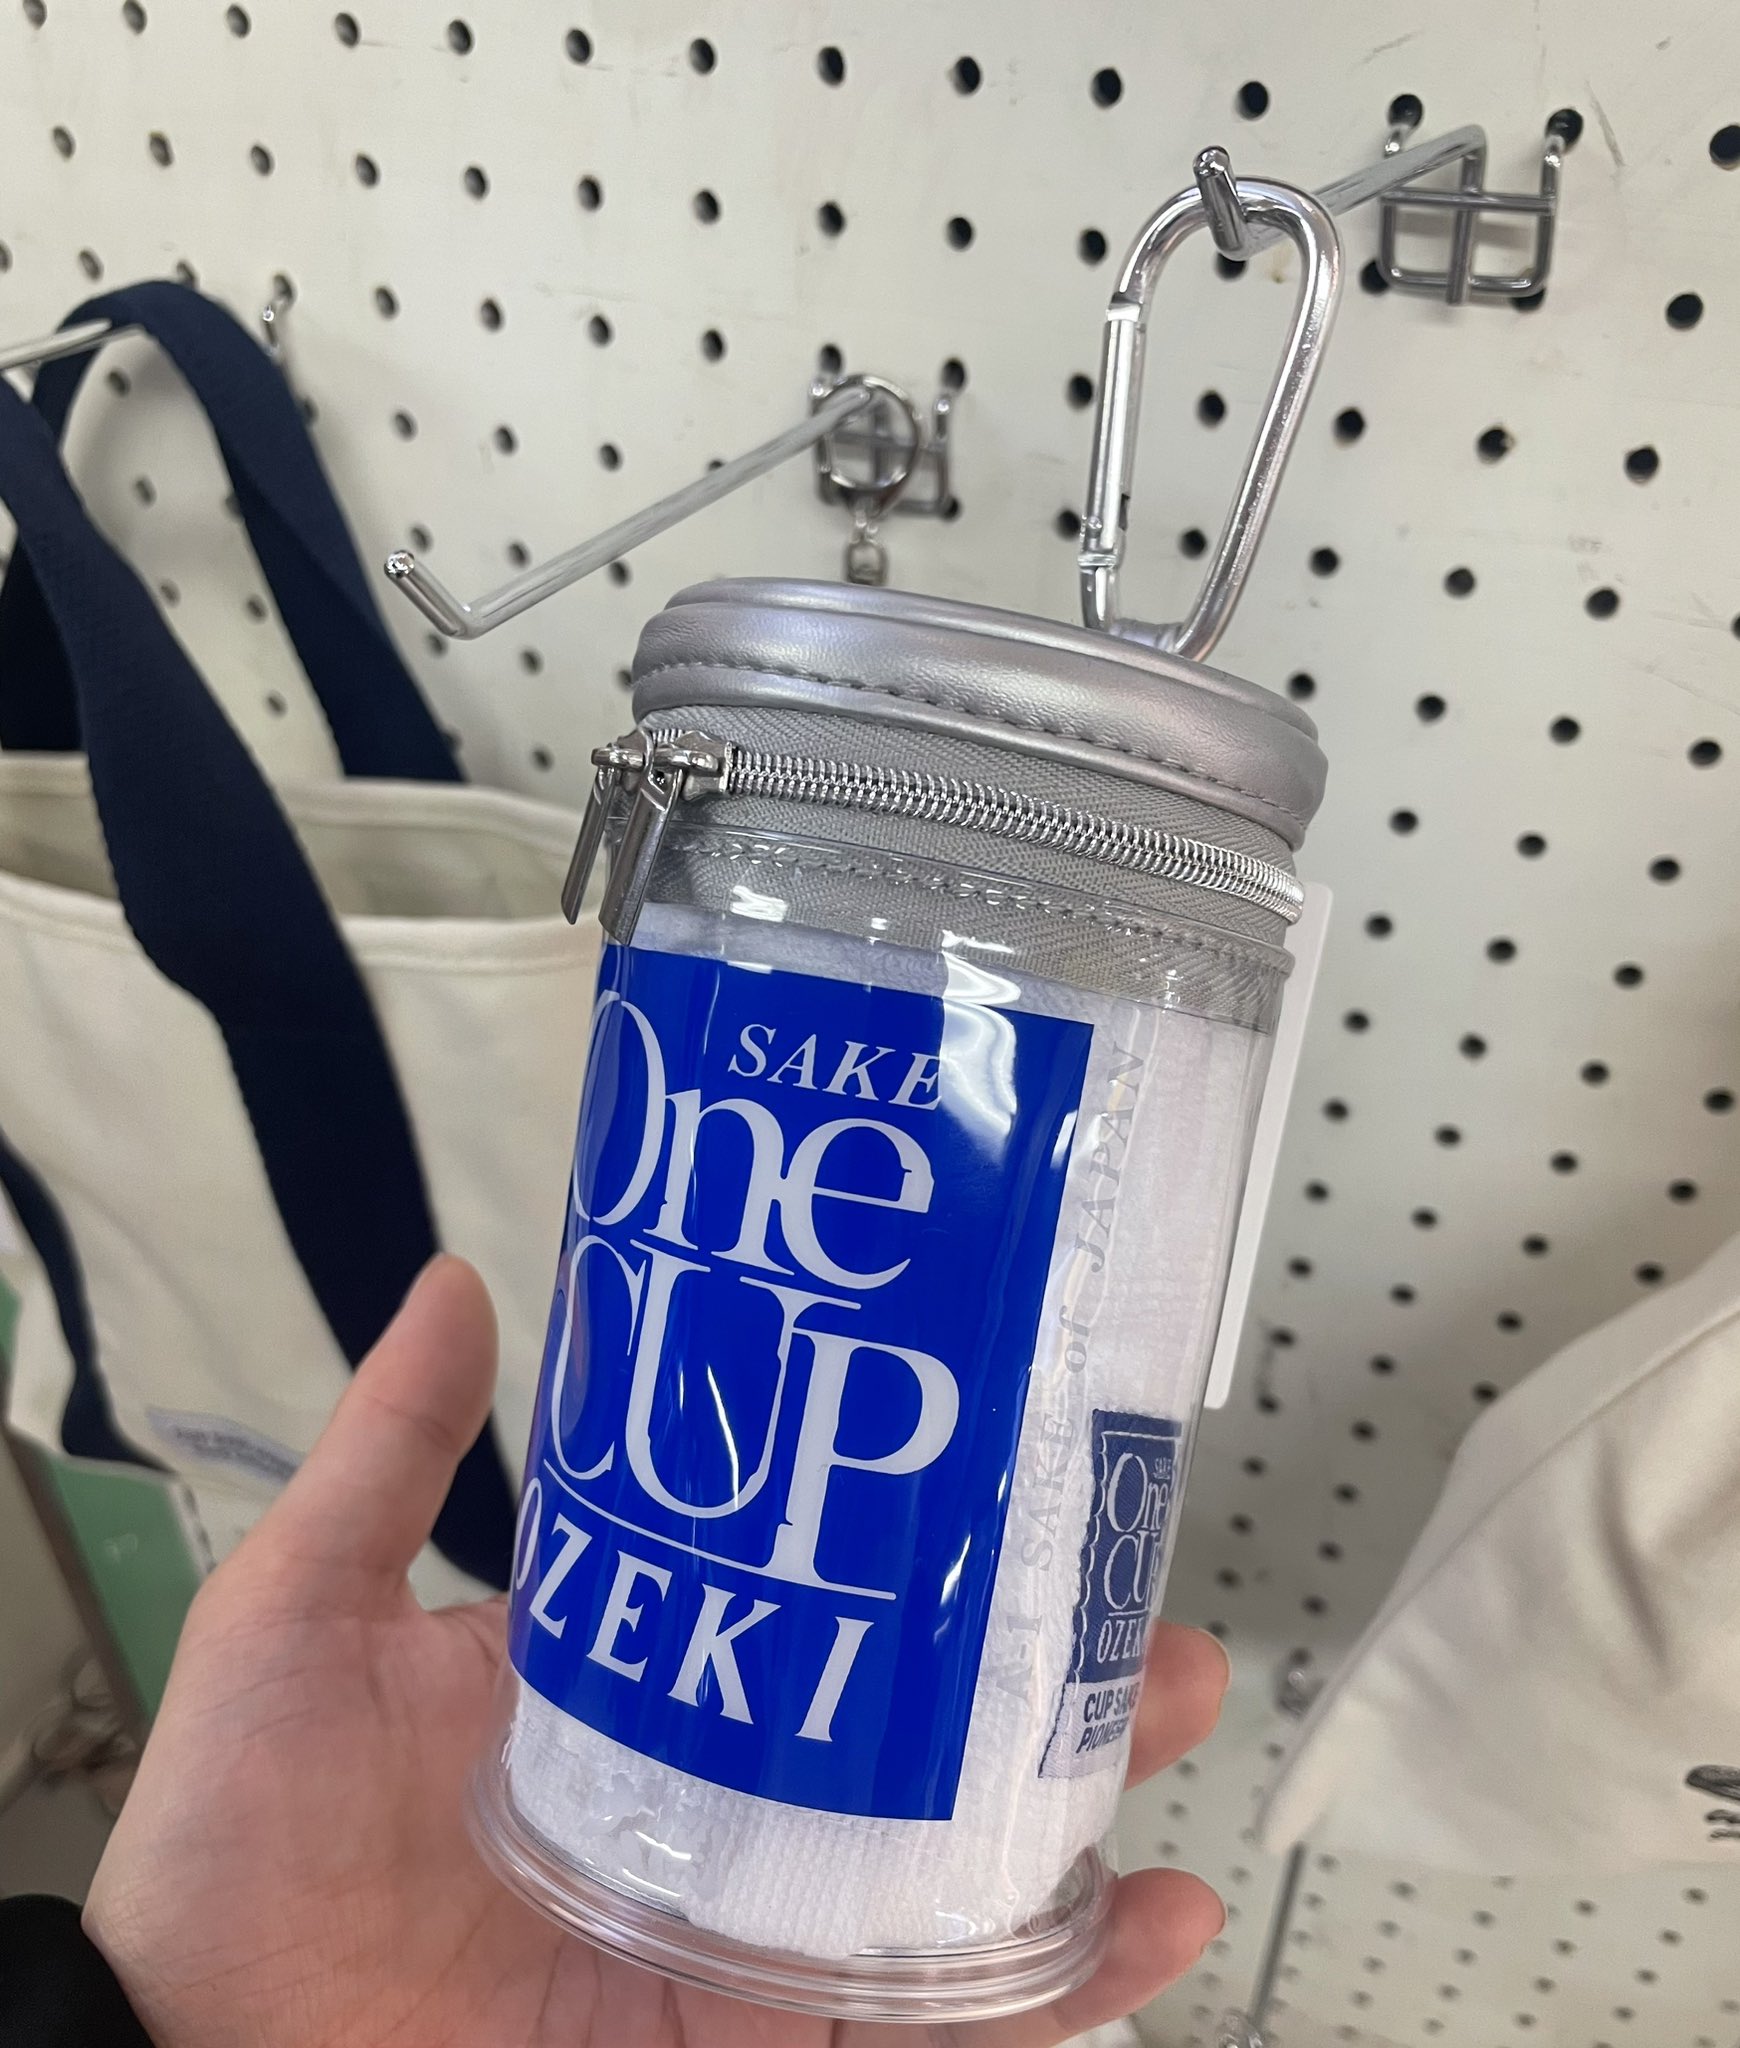 SAKE
One
CUP
OZEKI
A-1 SAKE of JAPAN
SAKE
One
CUP
OZEKI
CUP SAKE
PIONEER